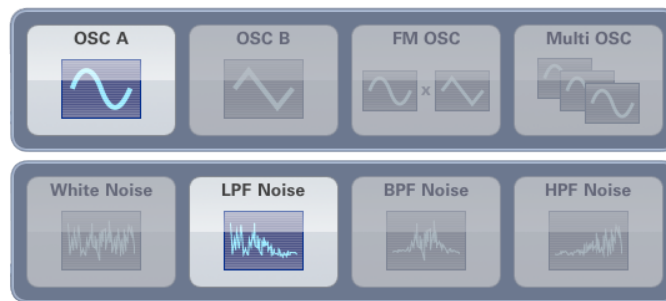 OSC A OSC B FM OSC Multi OSC
x
White Noise LPF Noise BPF Noise HPF Noise